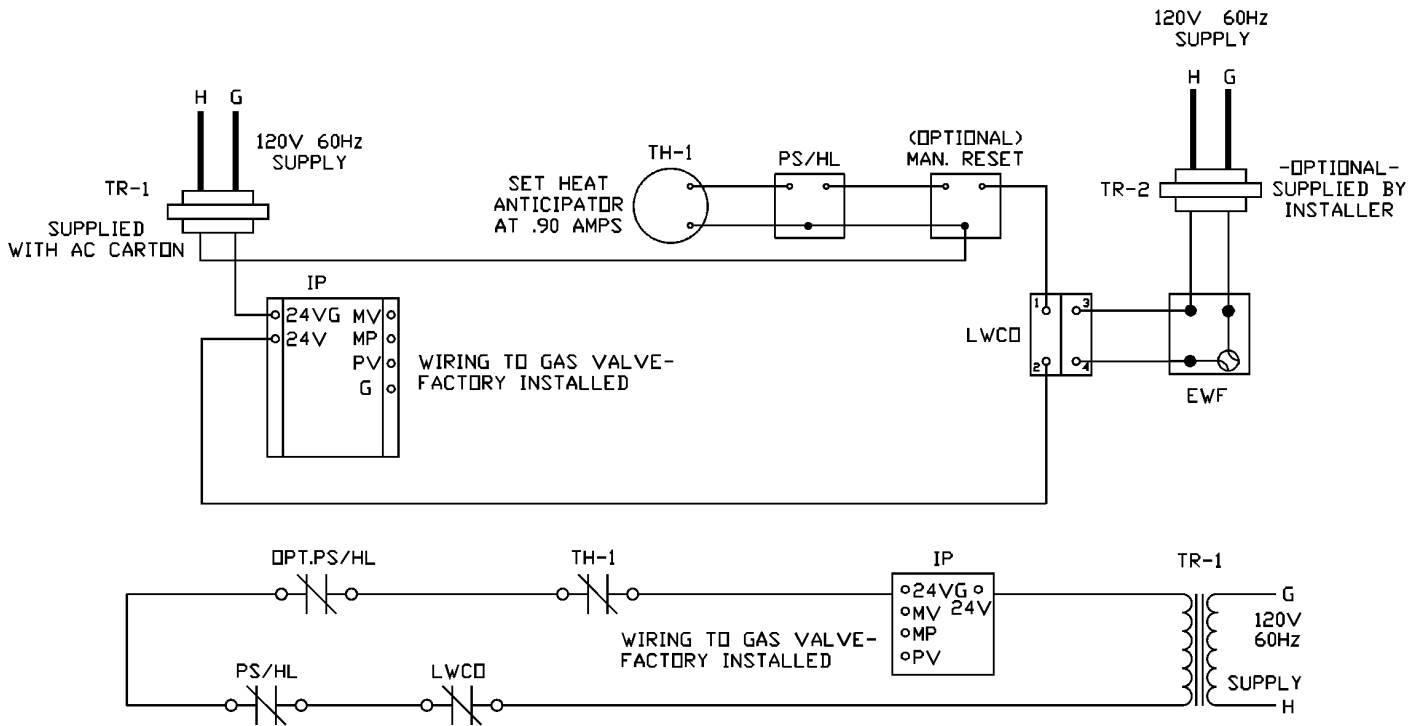 120V 60Hz
SUPPLY
H G
H G
120V 60Hz
SUPPLY
TR-1
SUPPLIED
WITH AC CARTON
SET HEAT
ANTICIPATOR
AT .90 AMPS
TH-1
PS/HL
(OPTIONAL)
MAN. RESET
TR-2
-OPTIONAL-
SUPPLIED BY
INSTALLER
IP
24VG MV
24V MP
PV
G
WIRING TO GAS VALVE-
FACTORY INSTALLED
LWCO
1 3
2 4
EWF
OPT.PS/HL
TH-1
IP
24VG
MV 24V
MP
PV
WIRING TO GAS VALVE-
FACTORY INSTALLED
TR-1
G
120V
60Hz
SUPPLY
H
PS/HL
LWCO